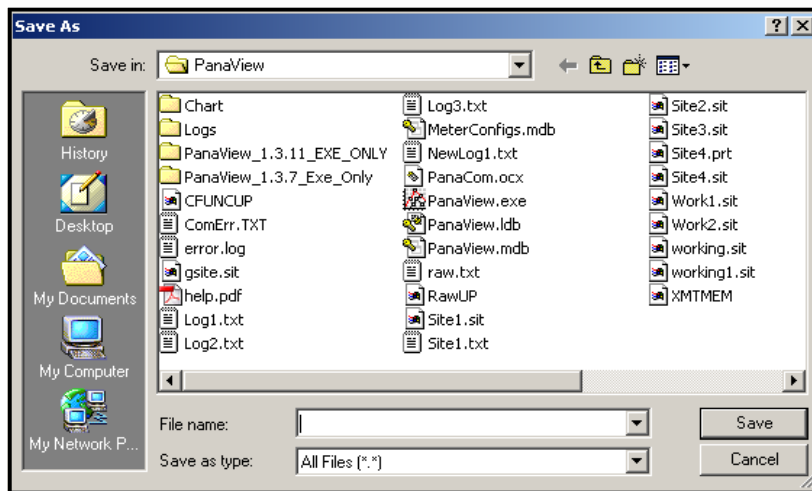 Save As
Save in:
PanaView
History
Desktop
My Documents
My Computer
My Network P...
Chart
Logs
PanaView_1.3.11_EXE_ONLY
PanaView_1.3.7_Exe_Only
CFUNCUP
ComErr.TXT
error.log
gsite.sit
help.pdf
Log1.txt
Log2.txt
Log3.txt
MeterConfigs.mdb
NewLog1.txt
PanaCom.ocx
PanaView.exe
PanaView.ldb
PanaView.mdb
raw.txt
RawUP
Site1.sit
Site1.txt
Site2.sit
Site3.sit
Site4.prt
Site4.sit
Work1.sit
Work2.sit
working.sit
working1.sit
XMTMEM
File name:
Save
Save as type:
All Files (*.*)
Cancel